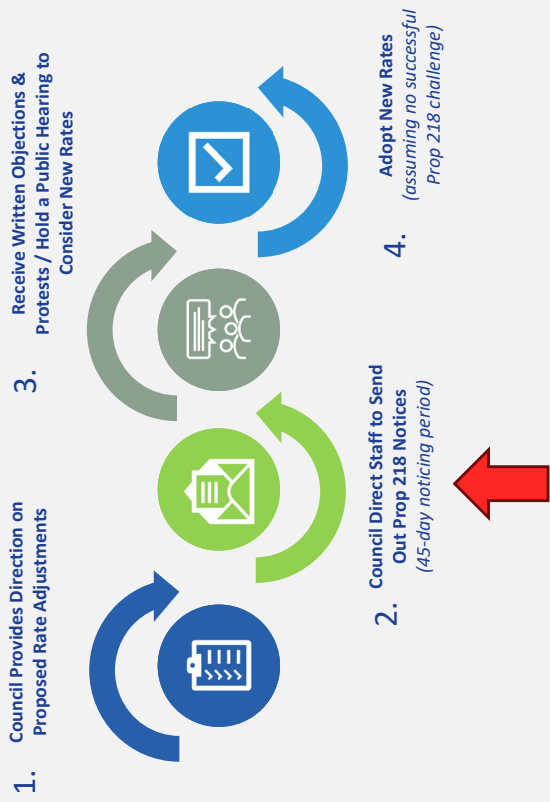 1.
Council Provides Direction on
Proposed Rate Adjustments
2.
Council Direct Staff to Send
Out Prop 218 Notices
(45-day noticing period)
3.
Receive Written Objections &
Protests / Hold a Public Hearing to
Consider New Rates
4.
Adopt New Rates
(assuming no successful
Prop 218 challenge)